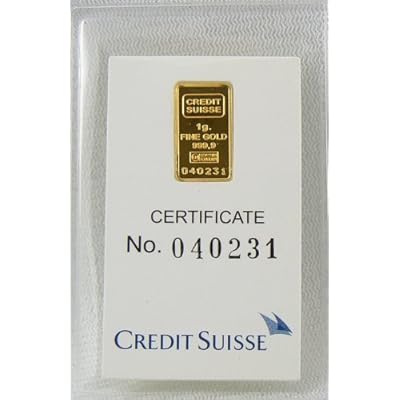 CREDIT
SUISSE
1g.
FINE GOLD
999,9
040231
CERTIFICATE
No. 040231
CREDIT SUISSE